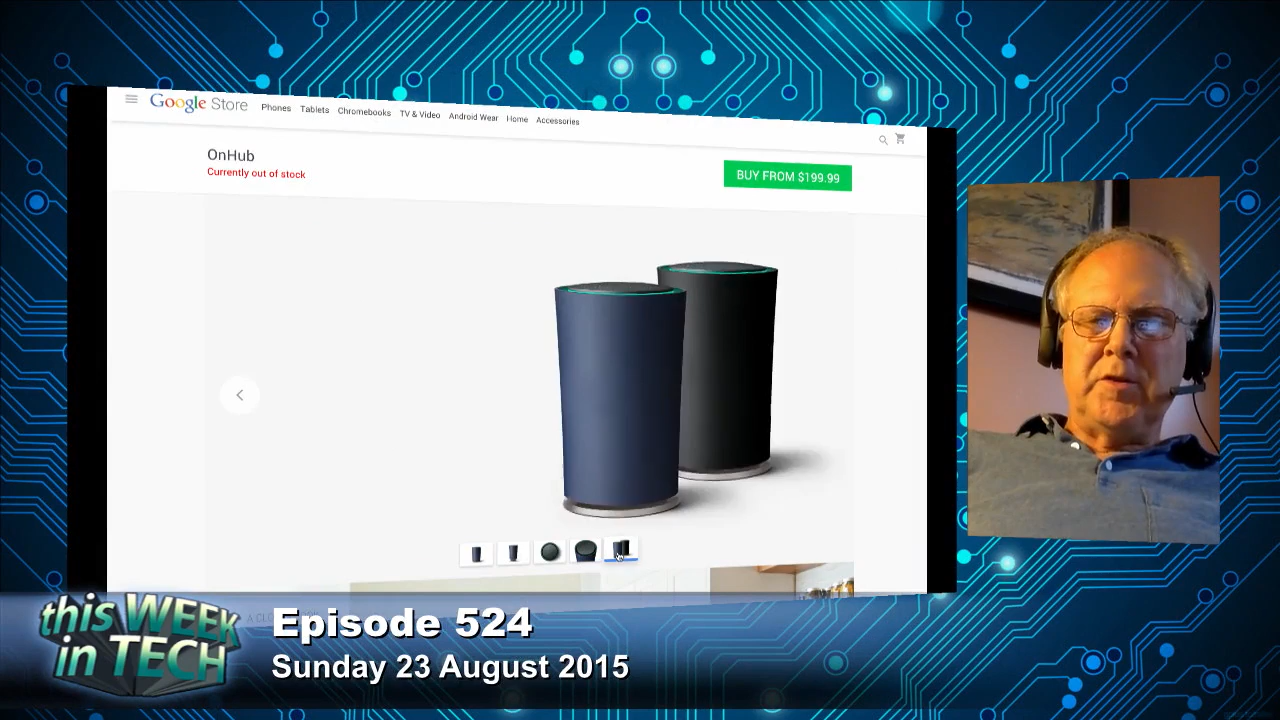 Google Store Phones Tablets Chromebooks TV & Video Android Wear Home Accessories
OnHub
Currently out of stock
BUY FROM $199.99
this WEEK
in TECH
Episode 524
Sunday 23 August 2015